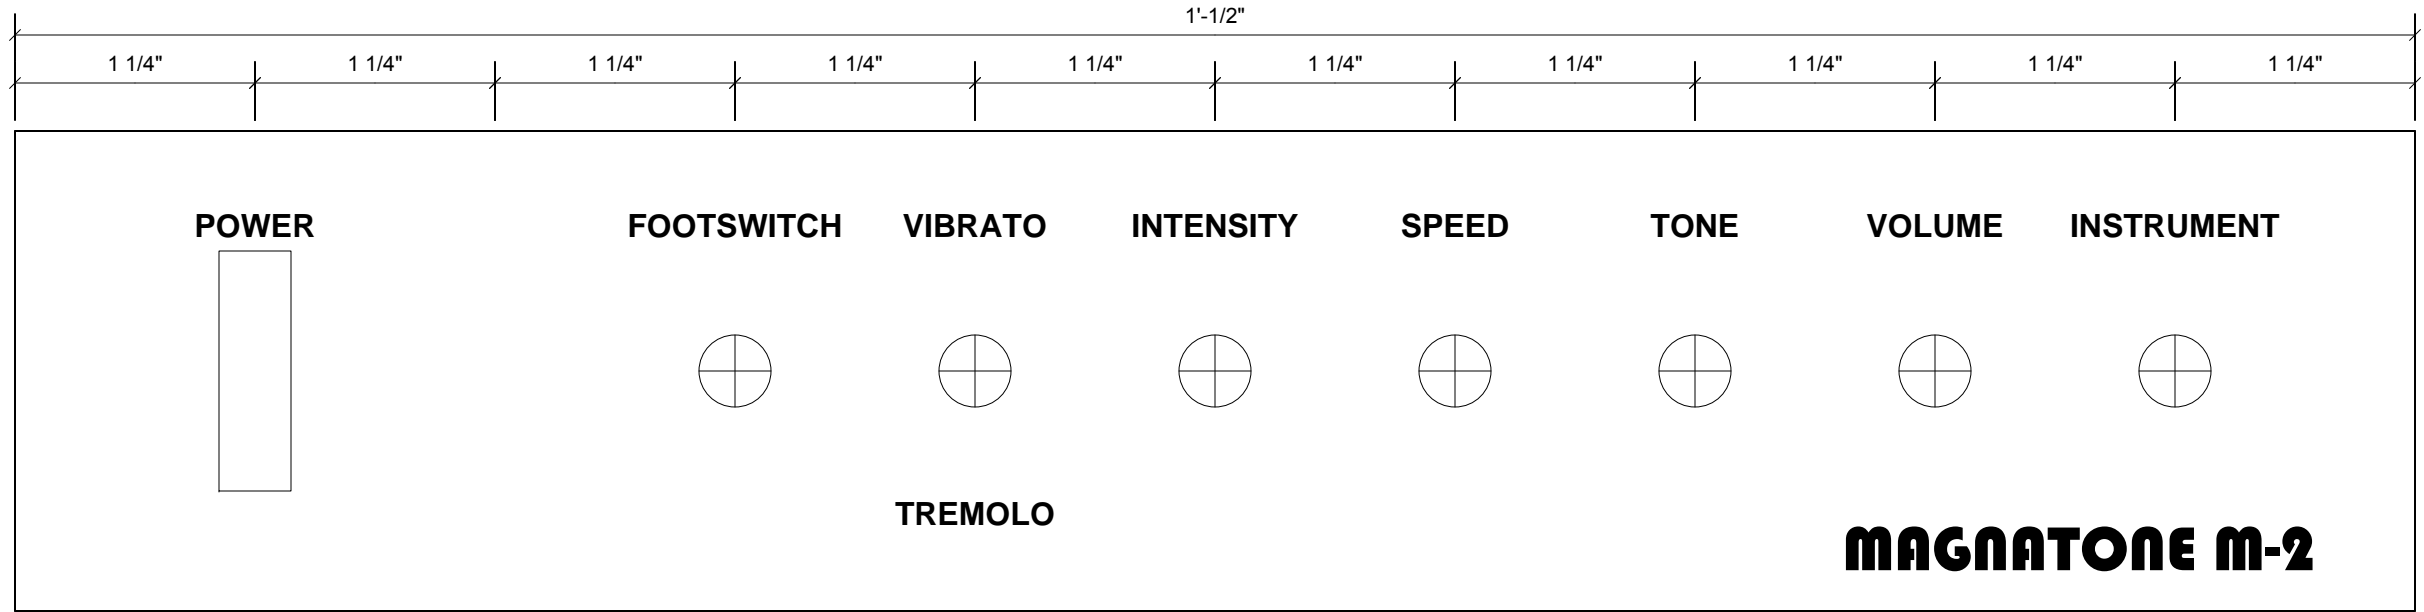 1'-1/2"
1 1/4" 1 1/4" 1 1/4" 1 1/4" 1 1/4" 1 1/4" 1 1/4" 1 1/4" 1 1/4" 1 1/4"
POWER FOOTSWITCH VIBRATO INTENSITY SPEED TONE VOLUME INSTRUMENT
TREMOLO
MAGNATONE M-2